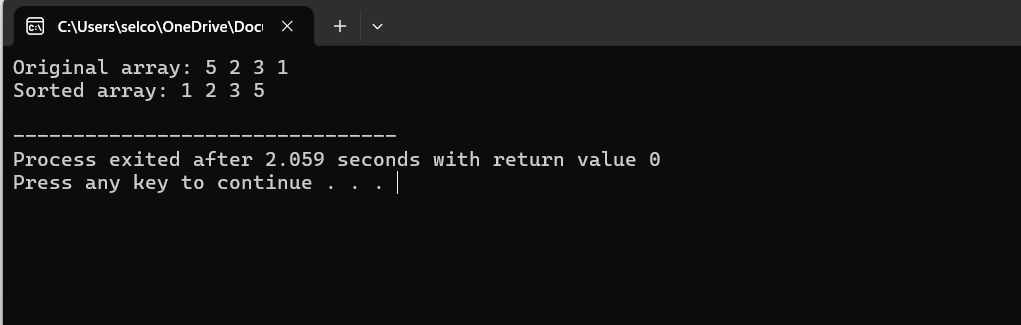 C:\Users\selco\OneDrive\Docu
Original array: 5 2 3 1
Sorted array: 1 2 3 5
--------------------------------
Process exited after 2.059 seconds with return value 0
Press any key to continue . . .